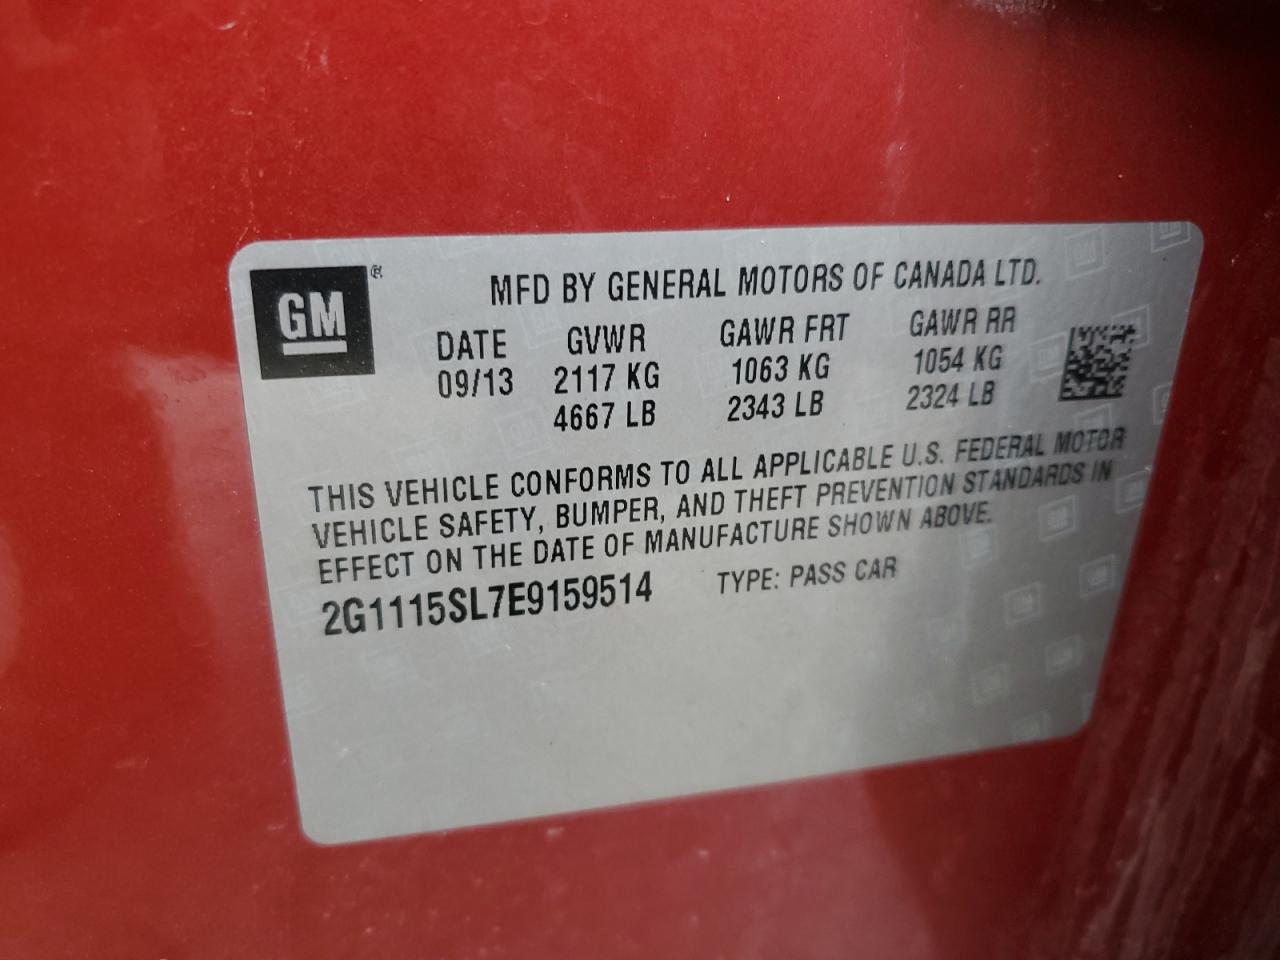 GM ®
MFD BY GENERAL MOTORS OF CANADA LTD.
DATE GVWR GAWR FRT GAWR RR
09/13 2117 KG 1063 KG 1054 KG
4667 LB 2343 LB 2324 LB
THIS VEHICLE CONFORMS TO ALL APPLICABLE U.S. FEDERAL MOTOR
VEHICLE SAFETY, BUMPER, AND THEFT PREVENTION STANDARDS IN
EFFECT ON THE DATE OF MANUFACTURE SHOWN ABOVE.
2G1115SL7E9159514 TYPE: PASS CAR